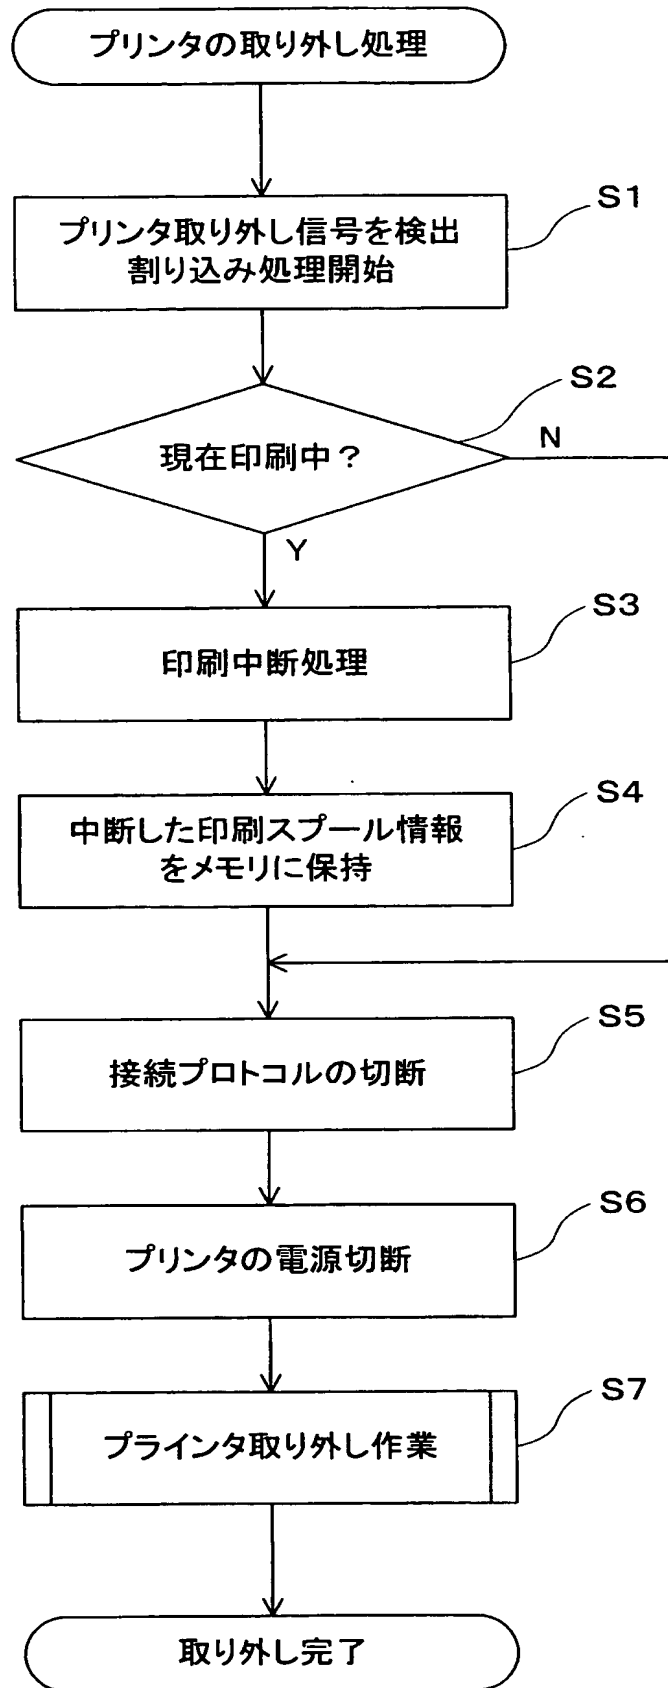 プリンタの取り外し処理
S1
プリンタ取り外し信号を検出
割り込み処理開始
S2
現在印刷中？
N
Y
S3
印刷中断処理
S4
中断した印刷スプール情報
をメモリに保持
S5
接続プロトコルの切断
S6
プリンタの電源切断
S7
プラインタ取り外し作業
取り外し完了